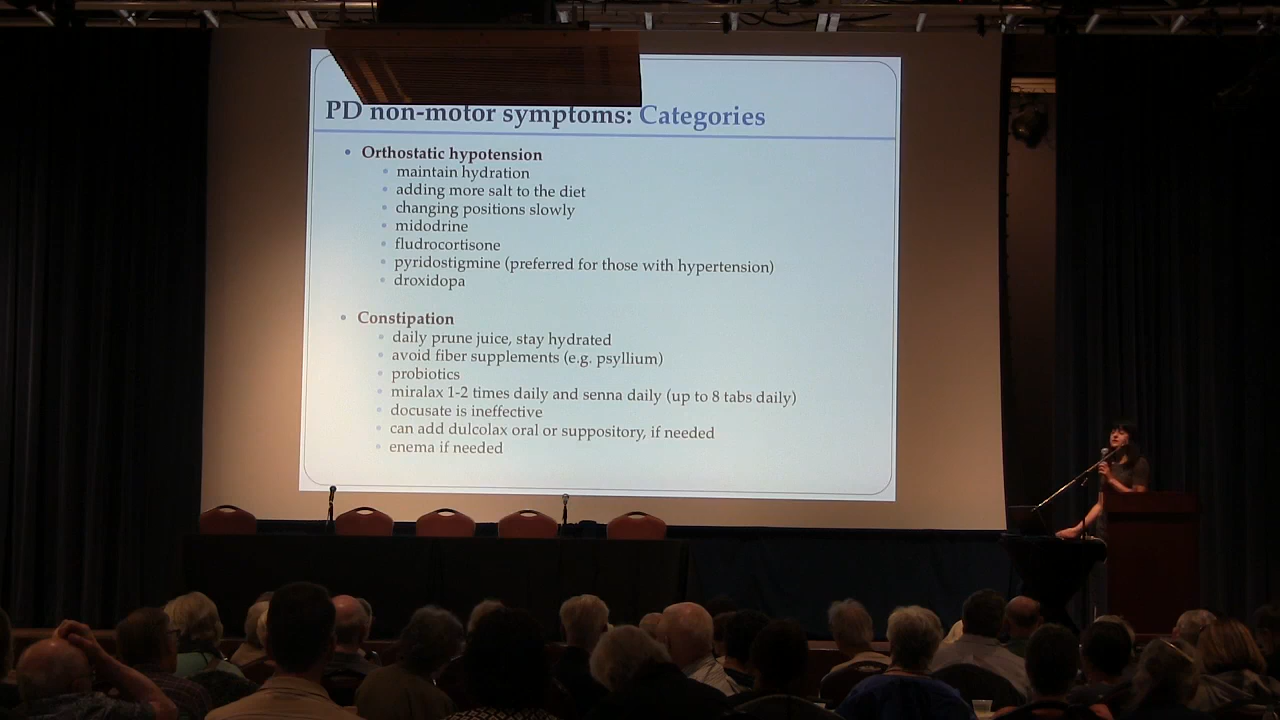 PD non-motor symptoms: Categories
• Orthostatic hypotension
• maintain hydration
• adding more salt to the diet
• changing positions slowly
• midodrine
• fludrocortisone
• pyridostigmine (preferred for those with hypertension)
• droxidopa
• Constipation
• daily prune juice, stay hydrated
• avoid fiber supplements (e.g. psyllium)
• probiotics
• miralax 1-2 times daily and senna daily (up to 8 tabs daily)
• docusate is ineffective
• can add dulcolax oral or suppository, if needed
• enema if needed